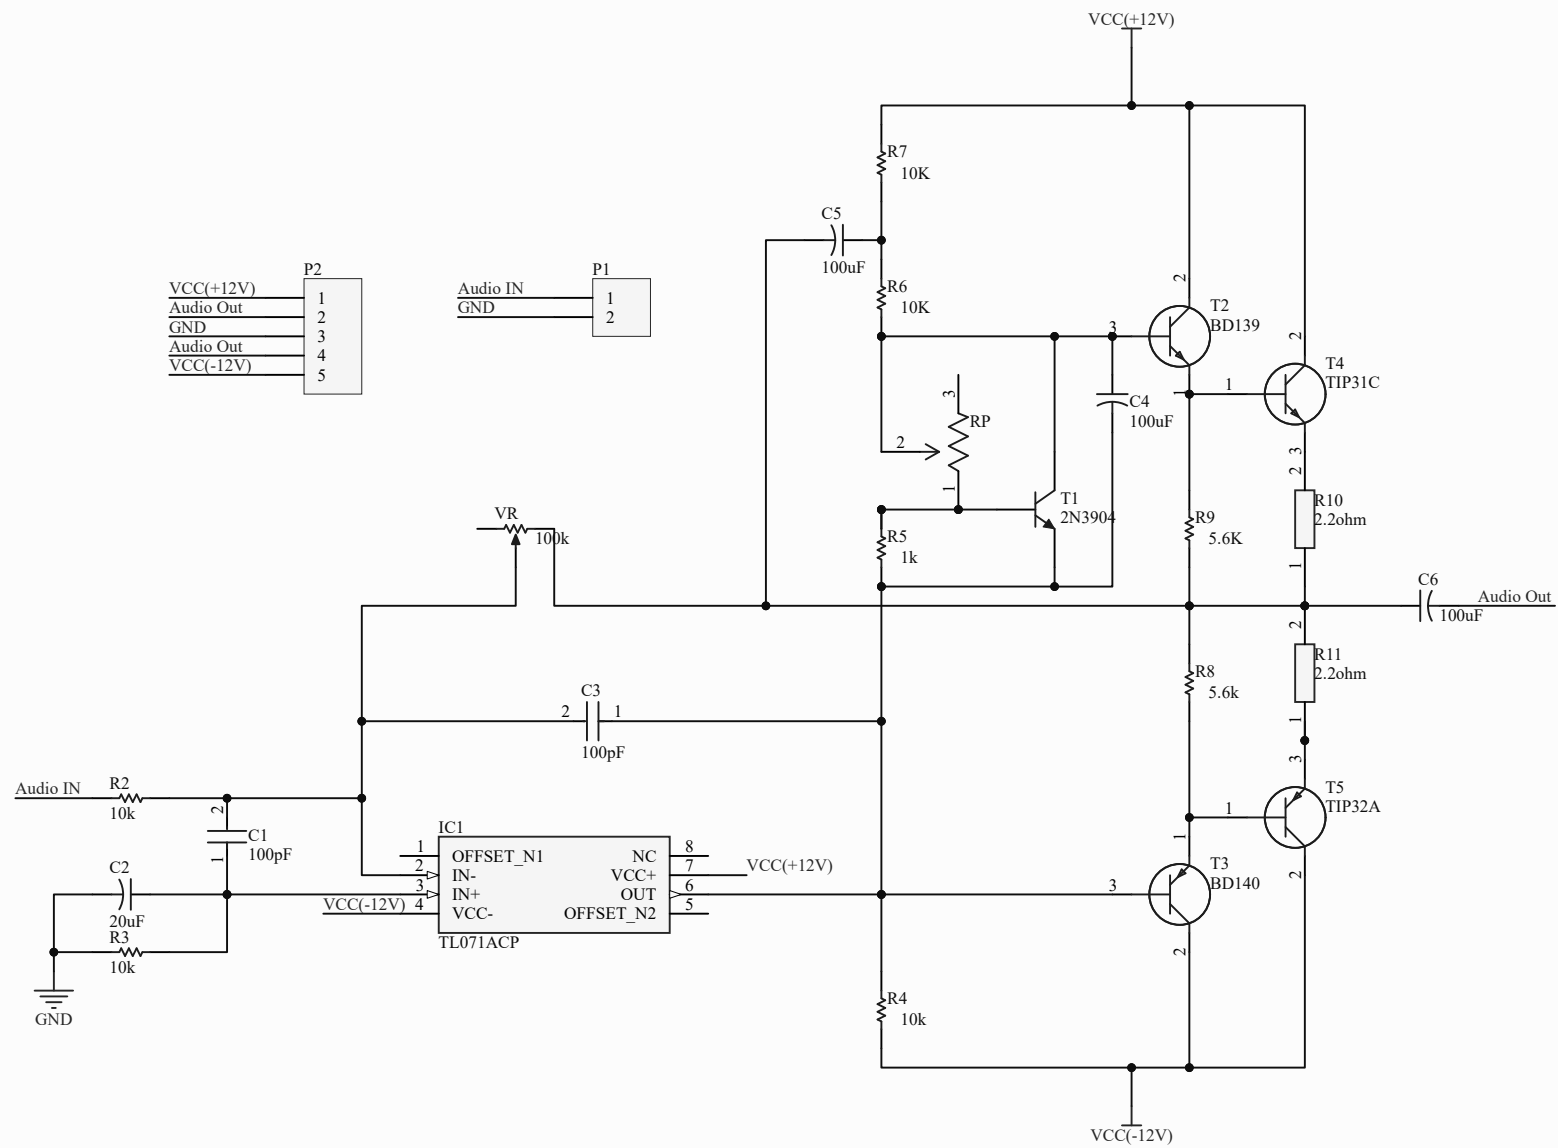 VCC(+12V)
R7
10K
C5
100uF
R6
10K
P2
VCC(+12V) 1
Audio Out 2
GND 3
Audio Out 4
VCC(-12V) 5
P1
Audio IN 1
GND 2
2
T2
BD139
3
1
2
T4
TIP31C
1
3
C4
100uF
3
RP
2
1
T1
2N3904
R5
1k
R9
5.6K
2
R10
2.2ohm
1
VR
100k
C6
100uF
Audio Out
2
R11
2.2ohm
1
R8
5.6k
C3
2 1
100pF
3
T5
TIP32A
1
2
Audio IN
R2
10k
2
C1
100pF
1
C2
20uF
R3
10k
GND
IC1
1 OFFSET_N1 NC 8
2 IN- VCC+ 7 VCC(+12V)
3 IN+ OUT 6
VCC(-12V) 4 VCC- OFFSET_N2 5
TL071ACP
1
T3
BD140
3
2
R4
10k
VCC(-12V)